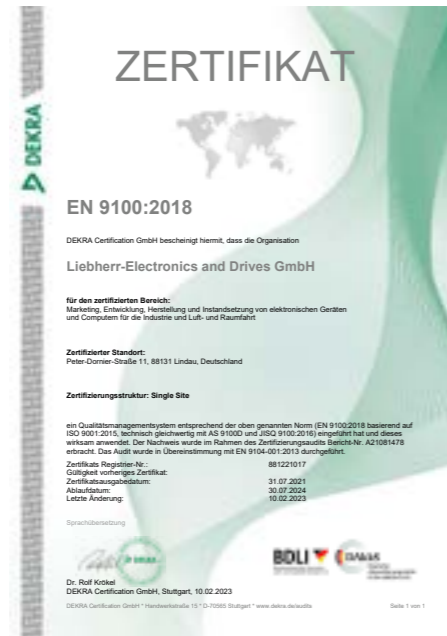 ZERTIFIKAT
DEKRA
EN 9100:2018
DEKRA Certification GmbH bescheinigt hiermit, dass die Organisation
Liebherr-Electronics and Drives GmbH
für den zertifizierten Bereich:
Marketing, Entwicklung, Herstellung und Instandsetzung von elektronischen Geräten
und Computern für die Industrie und Luft- und Raumfahrt
Zertifizierter Standort:
Peter-Dornier-Straße 11, 88131 Lindau, Deutschland
Zertifizierungsstruktur: Single Site
ein Qualitätsmanagementsystem entsprechend der oben genannten Norm (EN 9100:2018 basierend auf
ISO 9001:2015, technisch gleichwertig mit AS 9100D und JISQ 9100:2016) eingeführt hat und dieses
wirksam anwendet. Der Nachweis wurde im Rahmen des Zertifizierungsaudits Bericht-Nr. A21081478
erbracht. Das Audit wurde in Übereinstimmung mit EN 9104-001:2013 durchgeführt.
Zertifikats Registrier-Nr.: 881221017
Gültigkeit vorheriges Zertifikat:
Zertifikatsausgabedatum: 31.07.2021
Ablaufdatum: 30.07.2024
Letzte Änderung: 10.02.2023
Sprachübersetzung
DEKRA
BDLI DAkkS
Dr. Rolf Krökel
DEKRA Certification GmbH, Stuttgart, 10.02.2023
DEKRA Certification GmbH * Handwerkstraße 15 * D-70565 Stuttgart * www.dekra.de/audits Seite 1 von 1